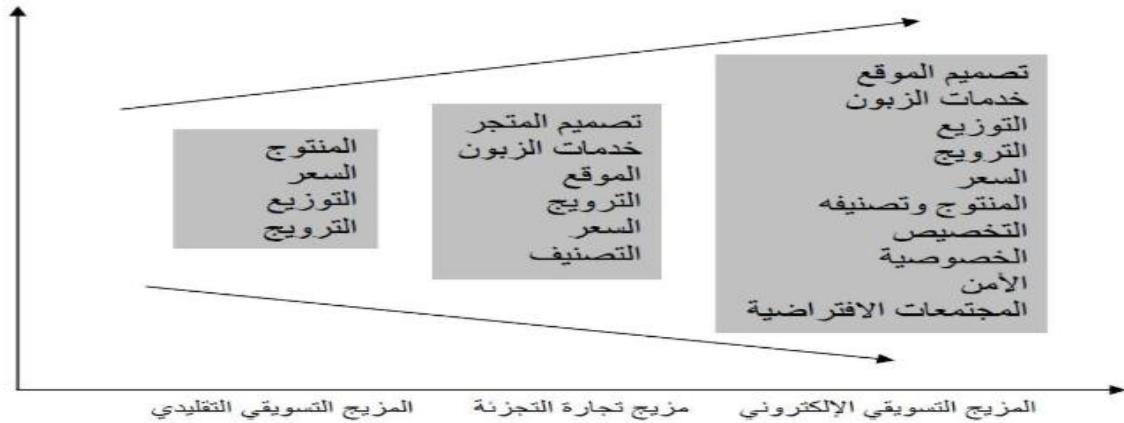 تصميم الموقع
خدمات الزبون
التوزيع
الترويج
السعر
المنتوج وتصنيفه
التخصيص
الخصوصية
الأمن
المجتمعات الافتراضية
تصميم المتجر
خدمات الزبون
الموقع
الترويج
السعر
التصنيف
المنتوج
السعر
التوزيع
الترويج
المزيج التسويقي الإلكتروني
مزيج تجارة التجزئة
المزيج التسويقي التقليدي